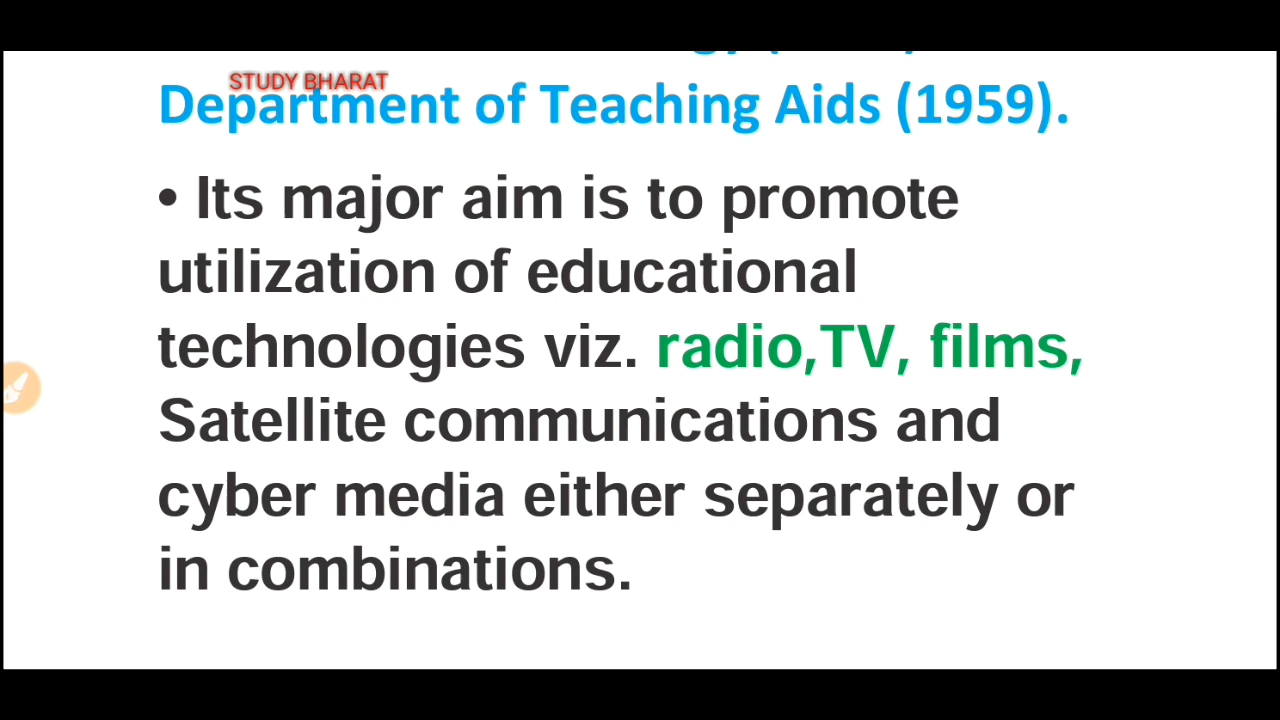 STUDY BHARAT
Department of Teaching Aids (1959).
• Its major aim is to promote
utilization of educational
technologies viz. radio,TV, films,
Satellite communications and
cyber media either separately or
in combinations.